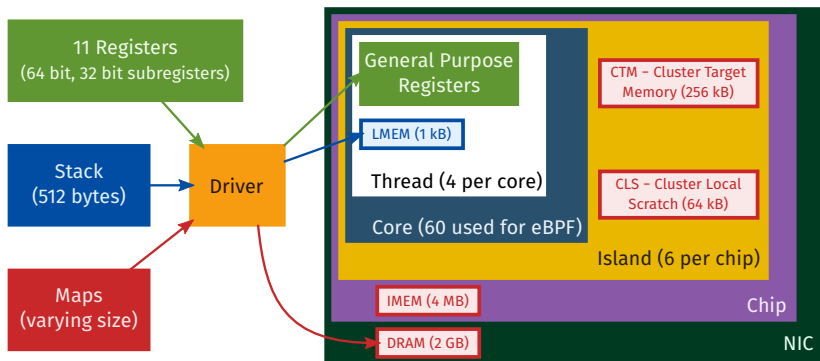 11 Registers
(64 bit, 32 bit subregisters)
Stack
(512 bytes)
Maps
(varying size)
Driver
General Purpose
Registers
LMEM (1 kB)
Thread (4 per core)
Core (60 used for eBPF)
CTM – Cluster Target
Memory (256 kB)
CLS – Cluster Local
Scratch (64 kB)
Island (6 per chip)
IMEM (4 MB)
Chip
DRAM (2 GB)
NIC